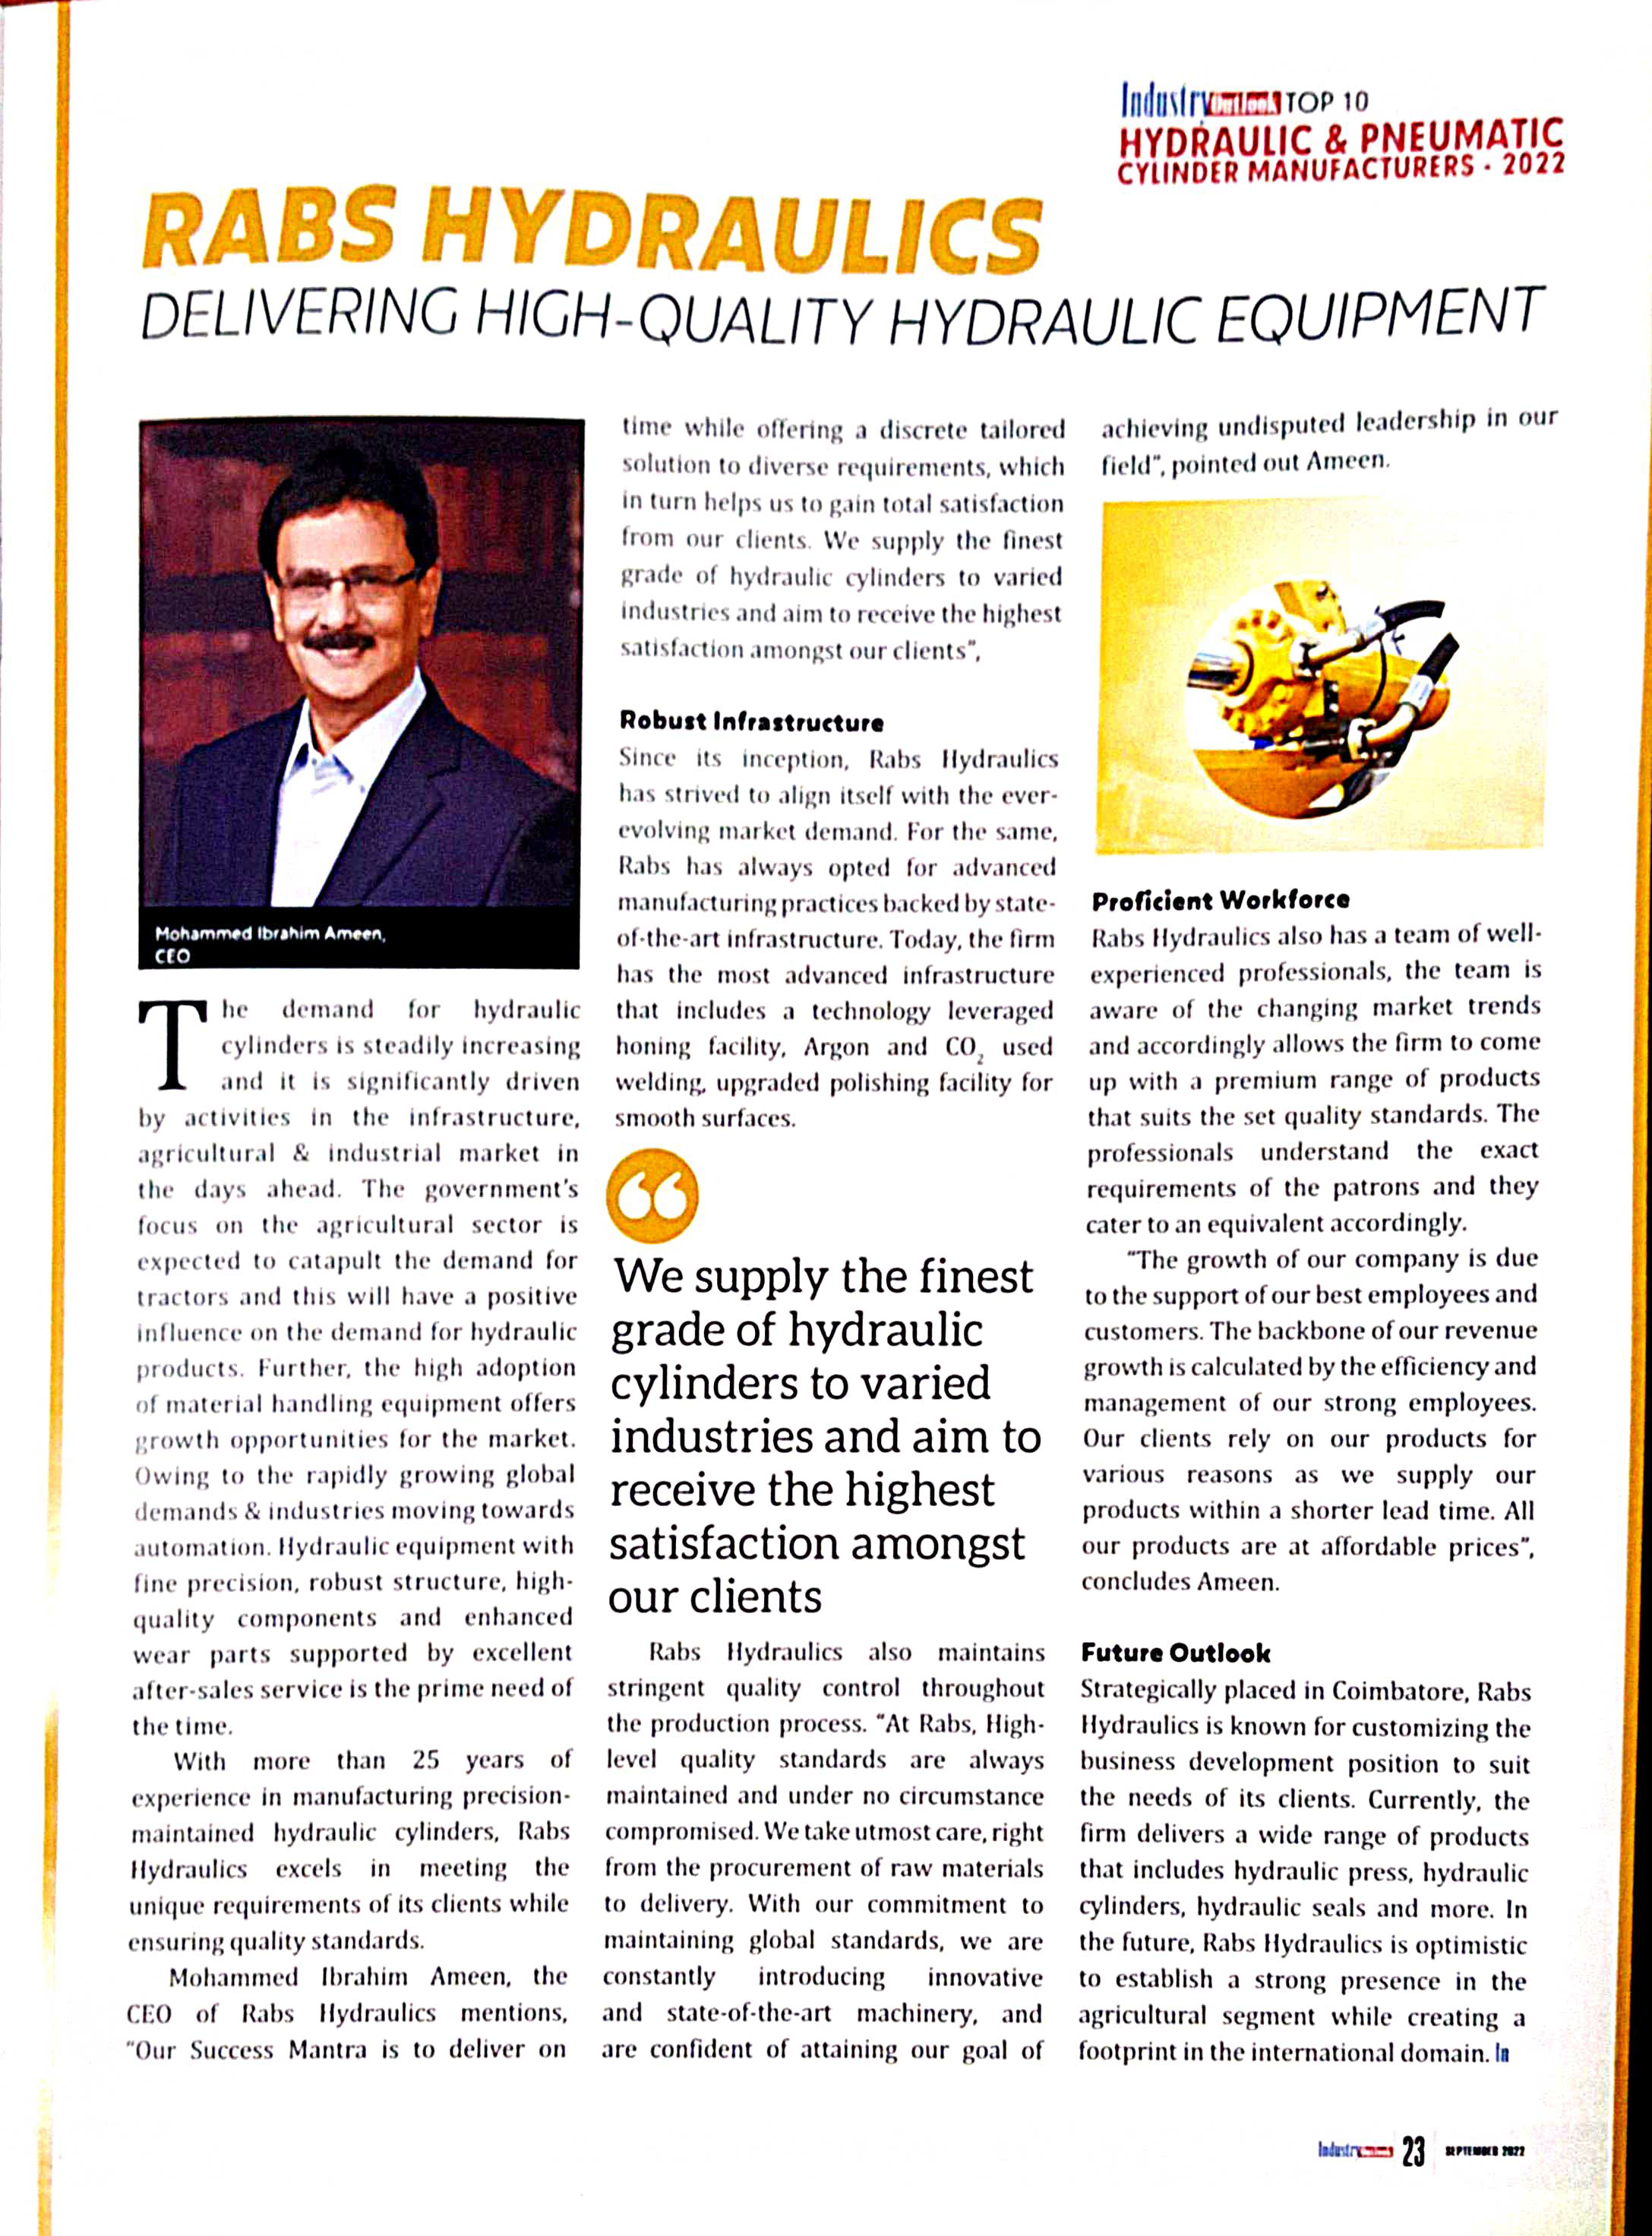 IndustryOutlook TOP 10
HYDRAULIC & PNEUMATIC
CYLINDER MANUFACTURERS - 2022
RABS HYDRAULICS
DELIVERING HIGH-QUALITY HYDRAULIC EQUIPMENT
Mohammed Ibrahim Ameen,
CEO
The demand for hydraulic
cylinders is steadily increasing
and it is significantly driven
by activities in the infrastructure,
agricultural & industrial market in
the days ahead. The government's
focus on the agricultural sector is
expected to catapult the demand for
tractors and this will have a positive
influence on the demand for hydraulic
products. Further, the high adoption
of material handling equipment offers
growth opportunities for the market.
Owing to the rapidly growing global
demands & industries moving towards
automation. Hydraulic equipment with
fine precision, robust structure, high-
quality components and enhanced
wear parts supported by excellent
after-sales service is the prime need of
the time.
With more than 25 years of
experience in manufacturing precision-
maintained hydraulic cylinders, Rabs
Hydraulics excels in meeting the
unique requirements of its clients while
ensuring quality standards.
Mohammed Ibrahim Ameen, the
CEO of Rabs Hydraulics mentions,
"Our Success Mantra is to deliver on
time while offering a discrete tailored
solution to diverse requirements, which
in turn helps us to gain total satisfaction
from our clients. We supply the finest
grade of hydraulic cylinders to varied
industries and aim to receive the highest
satisfaction amongst our clients",
Robust Infrastructure
Since its inception, Rabs Hydraulics
has strived to align itself with the ever-
evolving market demand. For the same,
Rabs has always opted for advanced
manufacturing practices backed by state-
of-the-art infrastructure. Today, the firm
has the most advanced infrastructure
that includes a technology leveraged
honing facility, Argon and CO₂ used
welding, upgraded polishing facility for
smooth surfaces.
We supply the finest
grade of hydraulic
cylinders to varied
industries and aim to
receive the highest
satisfaction amongst
our clients
Rabs Hydraulics also maintains
stringent quality control throughout
the production process. "At Rabs, High-
level quality standards are always
maintained and under no circumstance
compromised. We take utmost care, right
from the procurement of raw materials
to delivery. With our commitment to
maintaining global standards, we are
constantly introducing innovative
and state-of-the-art machinery, and
are confident of attaining our goal of
achieving undisputed leadership in our
field", pointed out Ameen.
Proficient Workforce
Rabs Hydraulics also has a team of well-
experienced professionals, the team is
aware of the changing market trends
and accordingly allows the firm to come
up with a premium range of products
that suits the set quality standards. The
professionals understand the exact
requirements of the patrons and they
cater to an equivalent accordingly.
"The growth of our company is due
to the support of our best employees and
customers. The backbone of our revenue
growth is calculated by the efficiency and
management of our strong employees.
Our clients rely on our products for
various reasons as we supply our
products within a shorter lead time. All
our products are at affordable prices",
concludes Ameen.
Future Outlook
Strategically placed in Coimbatore, Rabs
Hydraulics is known for customizing the
business development position to suit
the needs of its clients. Currently, the
firm delivers a wide range of products
that includes hydraulic press, hydraulic
cylinders, hydraulic seals and more. In
the future, Rabs Hydraulics is optimistic
to establish a strong presence in the
agricultural segment while creating a
footprint in the international domain. In
Industry 23 SEPTEMBER 2022